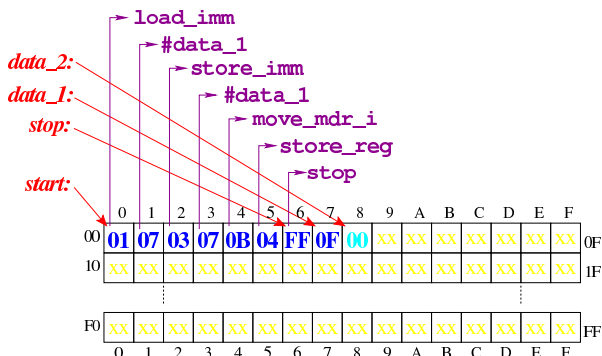 load_imm
#data_1
data_2:
store_imm
data_1:
#data_1
stop:
move_mdr_i
store_reg
stop
start:
0 1 2 3 4 5 6 7 8 9 A B C D E F
00 01 07 03 07 0B 04 FF 0F 00 xx xx xx xx xx xx xx 0F
10 xx xx xx xx xx xx xx xx xx xx xx xx xx xx xx xx 1F
F0 xx xx xx xx xx xx xx xx xx xx xx xx xx xx xx xx FF
0 1 2 3 4 5 6 7 8 9 A B C D E F